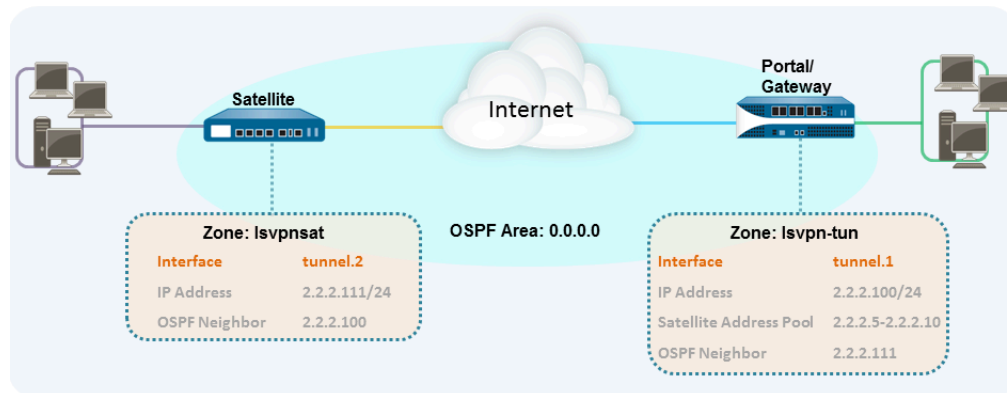 Portal/
Gateway
Satellite
Internet
OSPF Area: 0.0.0.0
Zone: lsvpnsat
Interface tunnel.2
IP Address 2.2.2.111/24
OSPF Neighbor 2.2.2.100
Zone: lsvpn-tun
Interface tunnel.1
IP Address 2.2.2.100/24
Satellite Address Pool 2.2.2.5-2.2.2.10
OSPF Neighbor 2.2.2.111